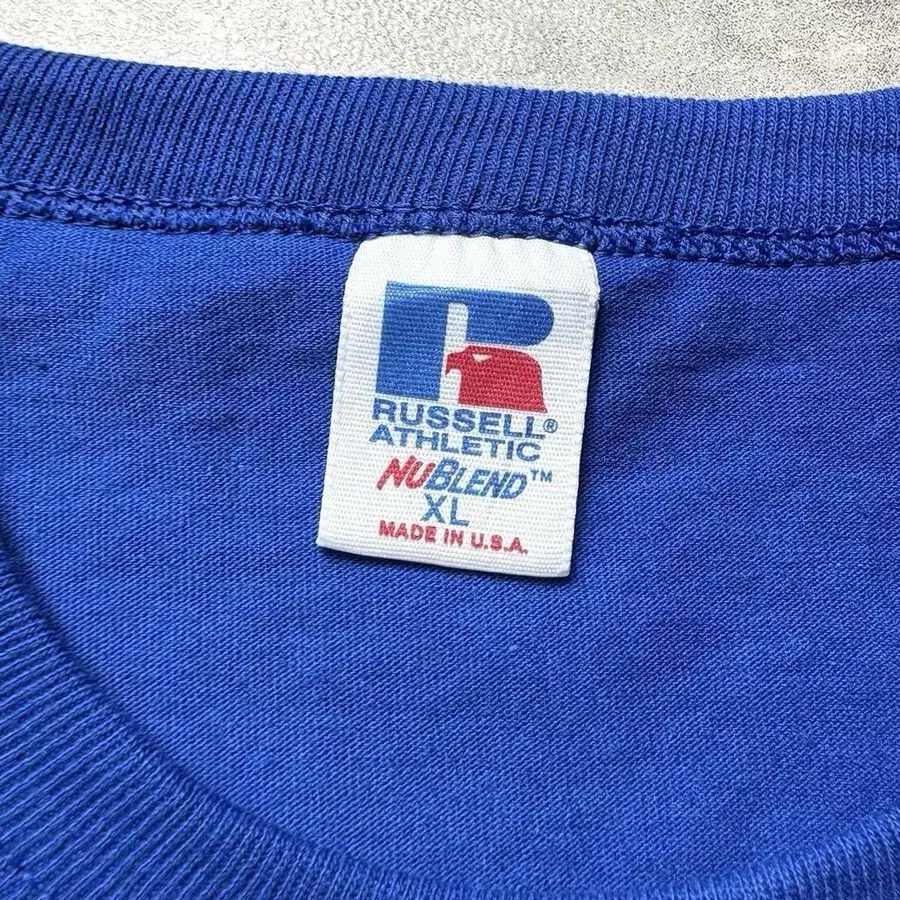 R
RUSSELL®
ATHLETIC
NUBLEND™
XL
MADE IN U.S.A.